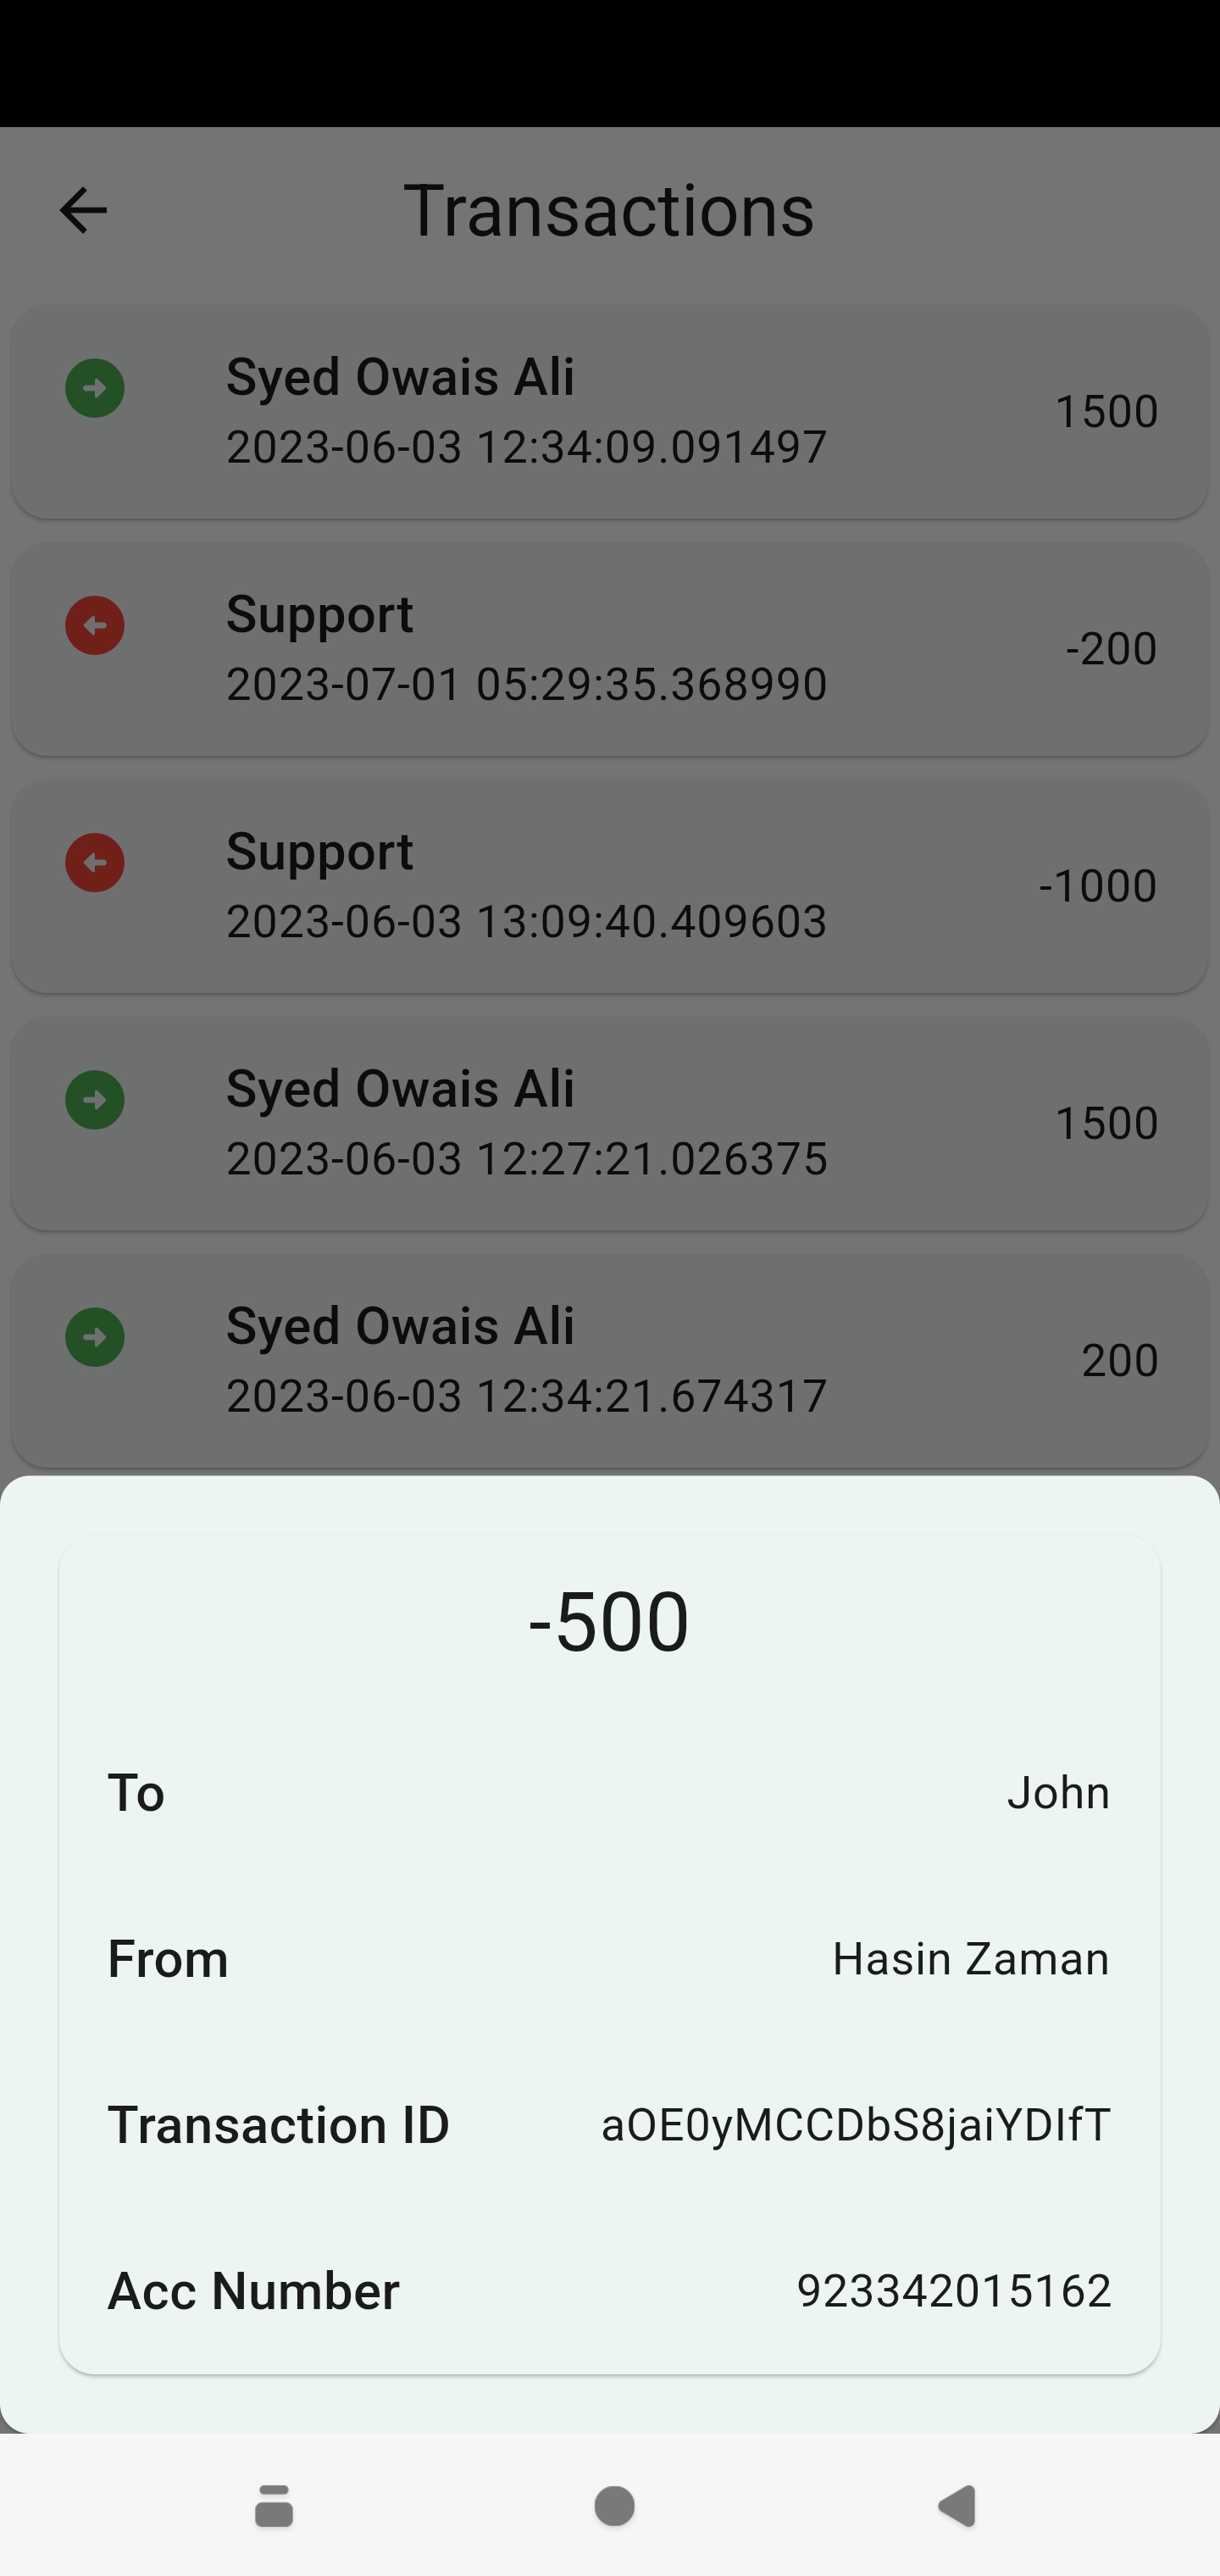 Transactions
Syed Owais Ali
2023-06-03 12:34:09.091497
1500
Support
2023-07-01 05:29:35.368990
-200
Support
2023-06-03 13:09:40.409603
-1000
Syed Owais Ali
2023-06-03 12:27:21.026375
1500
Syed Owais Ali
2023-06-03 12:34:21.674317
200
-500
To John
From Hasin Zaman
Transaction ID aOE0yMCCDbS8jaiYDIfT
Acc Number 923342015162